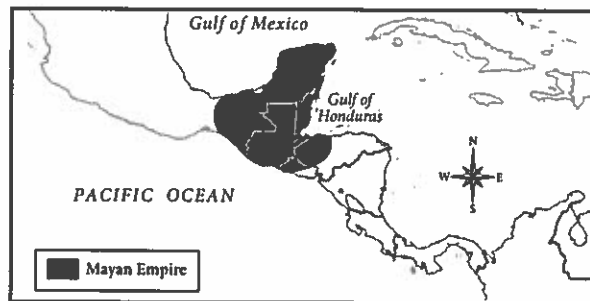 Gulf of Mexico
Gulf of
Honduras
N
W E
S
PACIFIC OCEAN
Mayan Empire